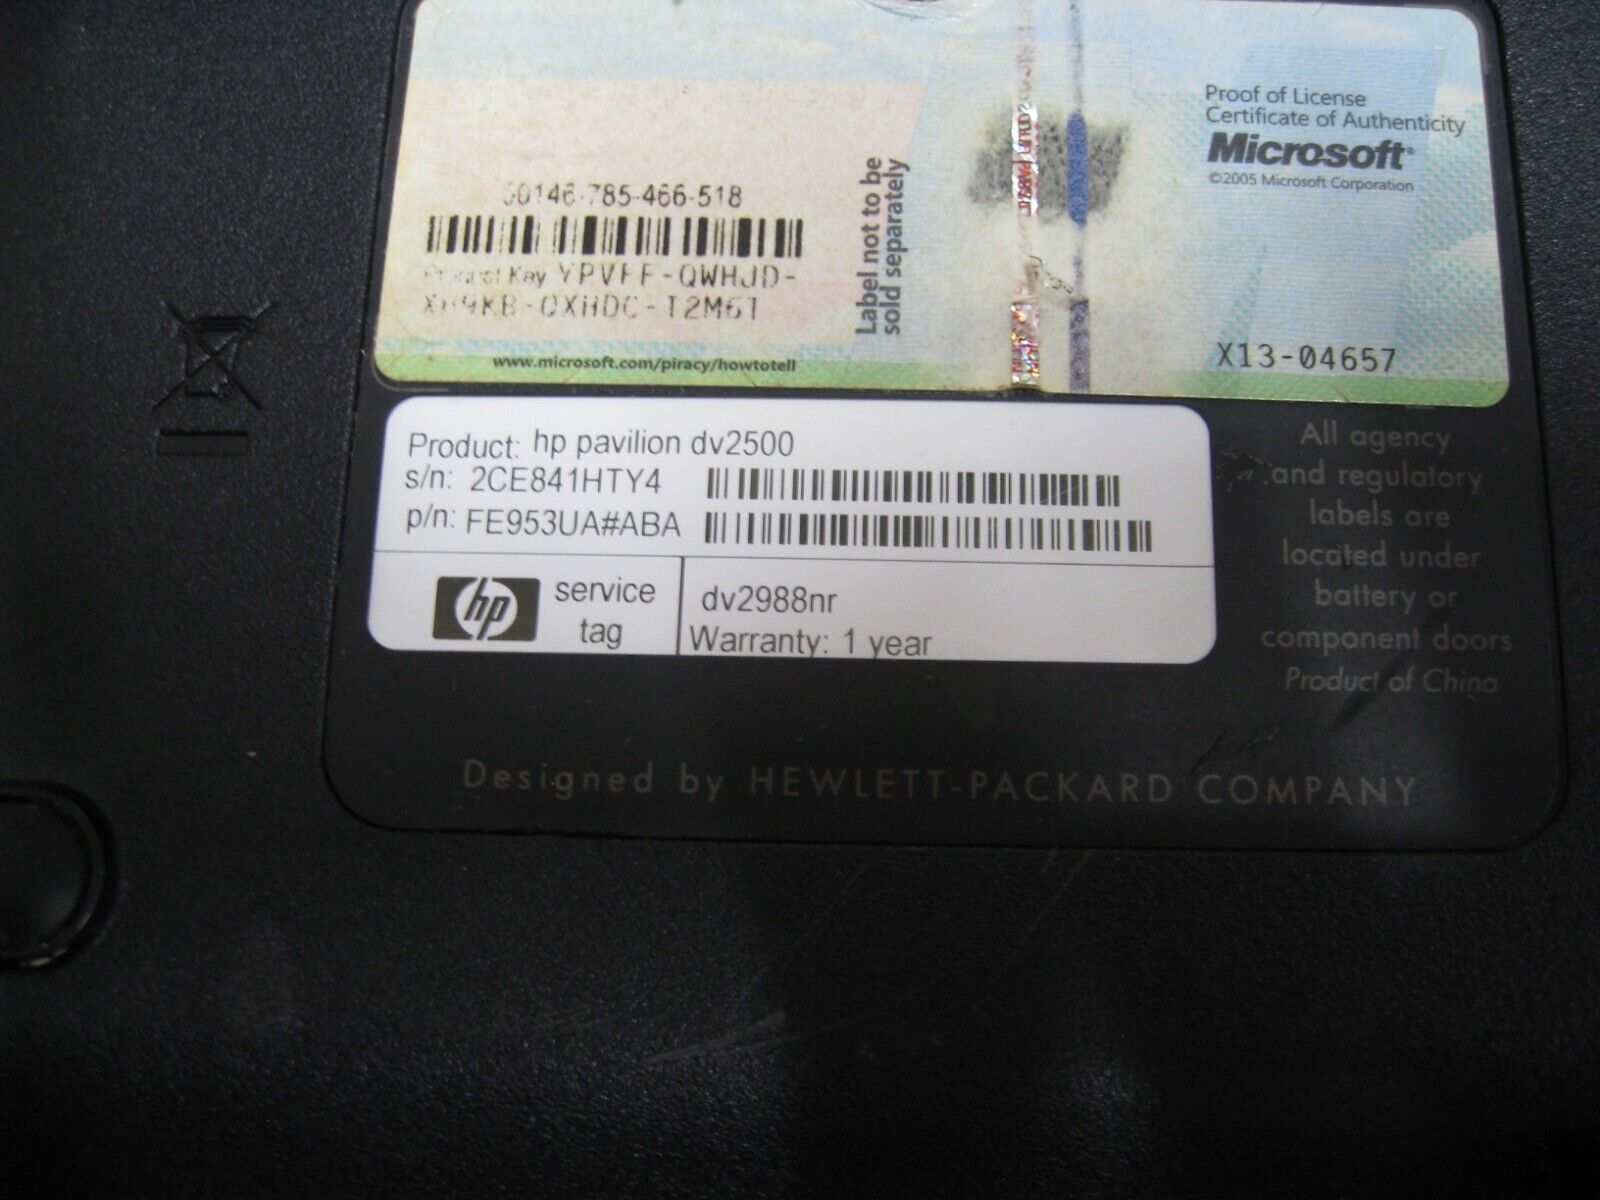 Proof of License
Certificate of Authenticity
Microsoft®
©2005 Microsoft Corporation
146-785-466-518
Label not to be
sold separately
Key
www.microsoft.com/piracy/howtotell
X13-04657
Product: hp pavilion dv2500
s/n: 2CE841HTY4
p/n: FE953UA#ABA
hp
service
tag
dv2988nr
Warranty: 1 year
All agency
and regulatory
labels are
located under
battery or
component doors
Product of China
Designed by HEWLETT-PACKARD COMPANY